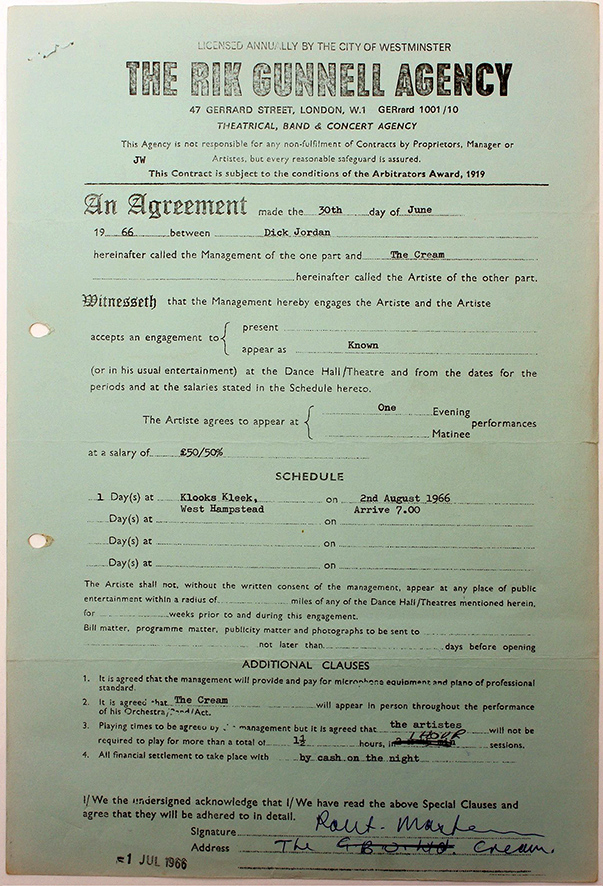 LICENSED ANNUALLY BY THE CITY OF WESTMINSTER
THE RIK GUNNELL AGENCY
47 GERRARD STREET, LONDON, W.1 GERrard 1001/10
THEATRICAL, BAND & CONCERT AGENCY
This Agency is not responsible for any non-fulfilment of Contracts by Proprietors, Manager or
JW Artistes, but every reasonable safeguard is assured.
This Contract is subject to the conditions of the Arbitrators Award, 1919
An Agreement made the 30th day of June
19 66 between Dick Jordan
hereinafter called the Management of the one part and The Cream
hereinafter called the Artiste of the other part.
Witnesseth that the Management hereby engages the Artiste and the Artiste
present
accepts an engagement to
appear as Known
(or in his usual entertainment) at the Dance Hall/Theatre and from the dates for the
periods and at the salaries stated in the Schedule hereto.
One Evening
The Artiste agrees to appear at performances
Matinee
at a salary of £50/50%
SCHEDULE
1 Day(s) at Klooks Kleek, on 2nd August 1966
West Hampstead Arrive 7.00
Day(s) at on
Day(s) at on
Day(s) at on
The Artiste shall not, without the written consent of the management, appear at any place of public
entertainment within a radius of miles of any of the Dance Hall/Theatres mentioned herein,
for weeks prior to and during this engagement.
Bill matter, programme matter, publicity matter and photographs to be sent to
not later than days before opening
ADDITIONAL CLAUSES
1. It is agreed that the management will provide and pay for microphone equipment and piano of professional
standard.
2. It is agreed that The Cream will appear in person throughout the performance
of his Orchestra/Band/Act.
3. Playing times to be agreed by management but it is agreed that the artistes will not be
1 HOUR
required to play for more than a total of 1½ hours, in sessions.
4. All financial settlement to take place with by cash on the night
I/We the undersigned acknowledge that I/We have read the above Special Clauses and
agree that they will be adhered to in detail.
Signature
Address The Cream.
1 JUL 1966